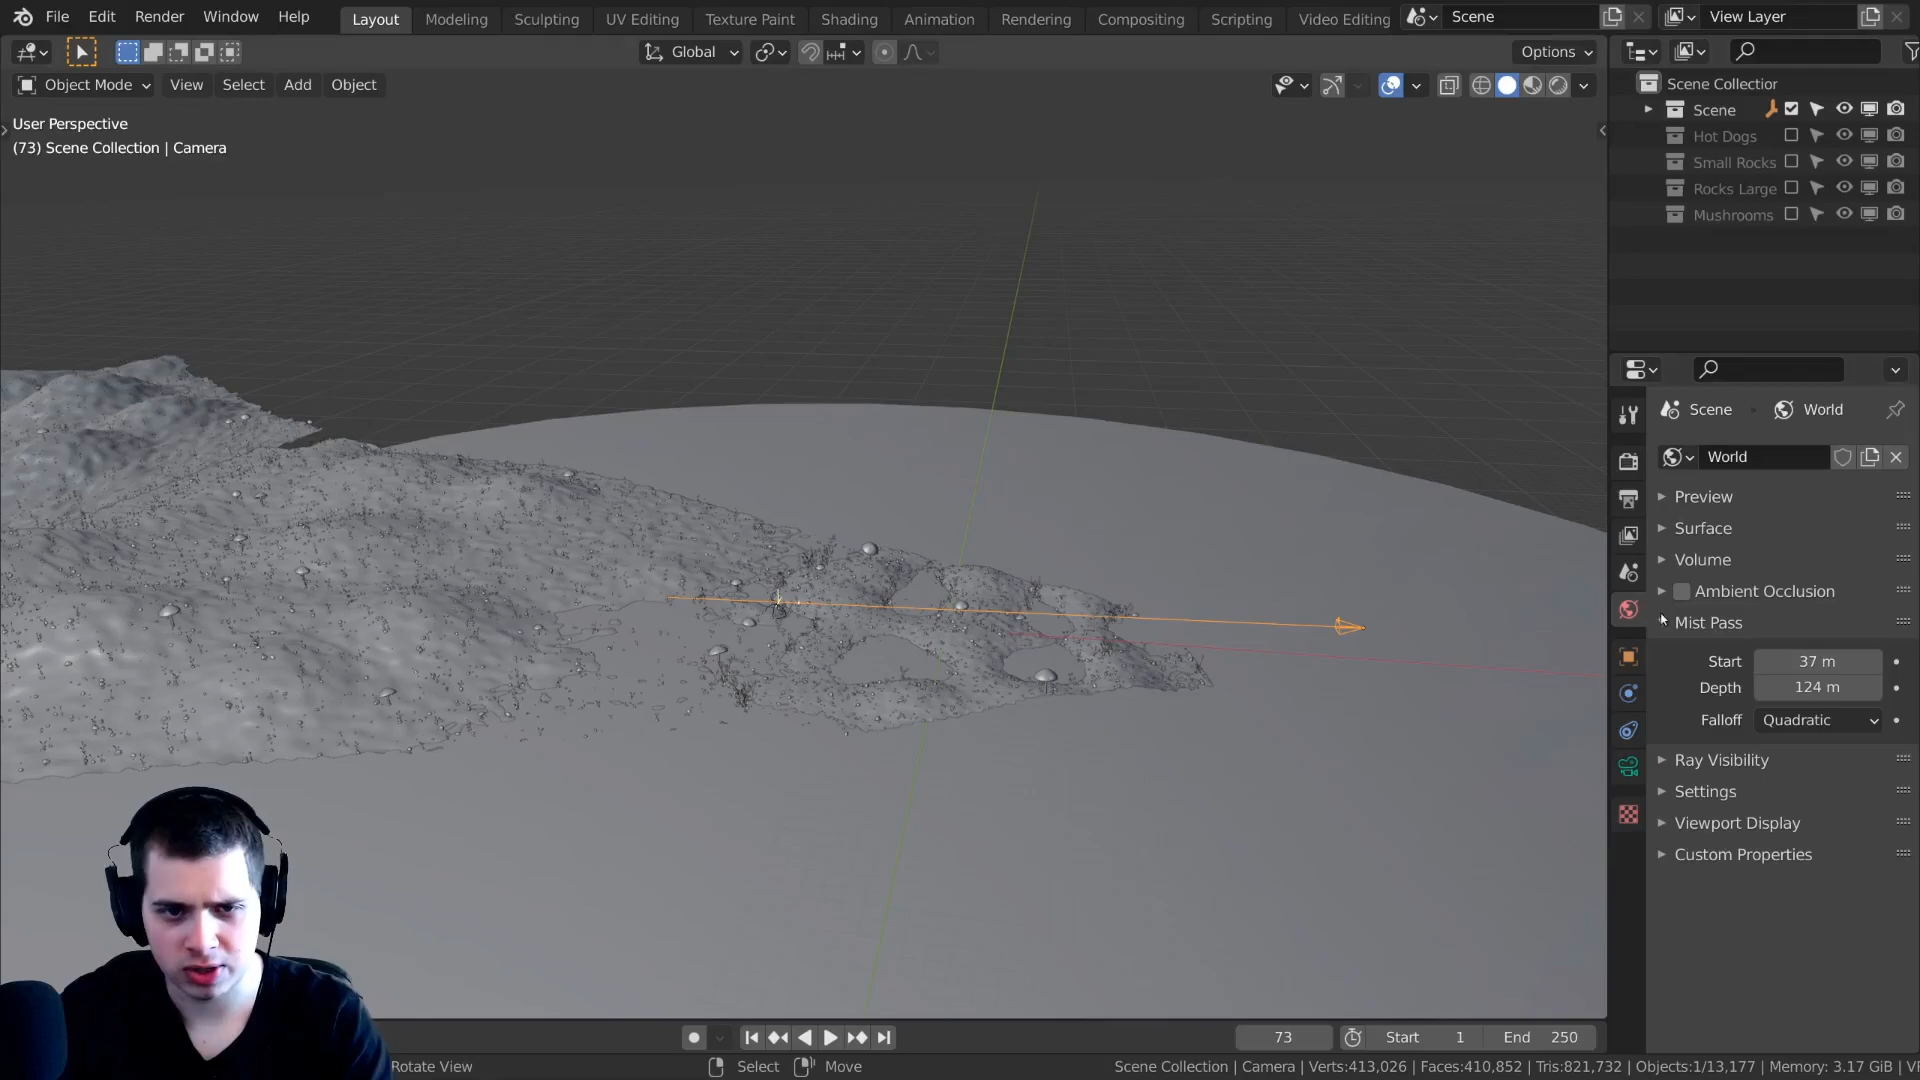 File Edit Render Window Help
Layout Modeling Sculpting UV Editing Texture Paint Shading Animation Rendering Compositing Scripting Video Editing
Scene
View Layer
Global
Options
Object Mode View Select Add Object
User Perspective
(73) Scene Collection | Camera
Scene Collectior
Scene
Hot Dogs
Small Rocks
Rocks Large
Mushrooms
Scene World
World
Preview
Surface
Volume
Ambient Occlusion
Mist Pass
Start 37 m
Depth 124 m
Falloff Quadratic
Ray Visibility
Settings
Viewport Display
Custom Properties
73 Start 1 End 250
Rotate View Select Move
Scene Collection | Camera | Verts:413,026 | Faces:410,852 | Tris:821,732 | Objects:1/13,177 | Memory: 3.17 GiB |